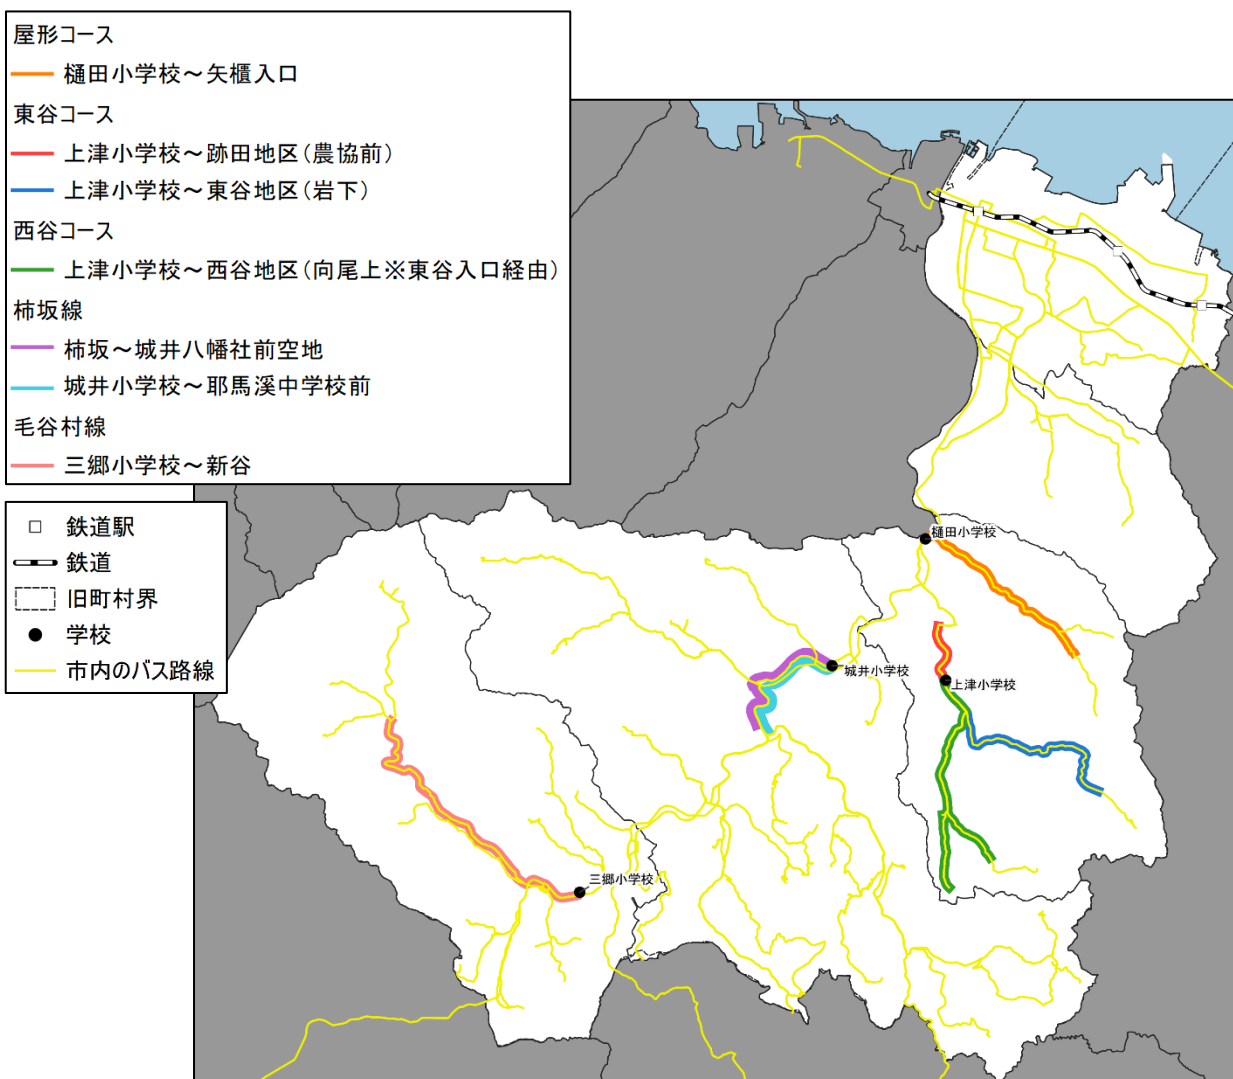 屋形コース
樋田小学校～矢櫃入口
東谷コース
上津小学校～跡田地区(農協前)
上津小学校～東谷地区(岩下)
西谷コース
上津小学校～西谷地区(向尾上※東谷入口経由)
柿坂線
柿坂～城井八幡社前空地
城井小学校～耶馬溪中学校前
毛谷村線
三郷小学校～新谷
鉄道駅
鉄道
旧町村界
学校
市内のバス路線
樋田小学校
城井小学校
上津小学校
三郷小学校